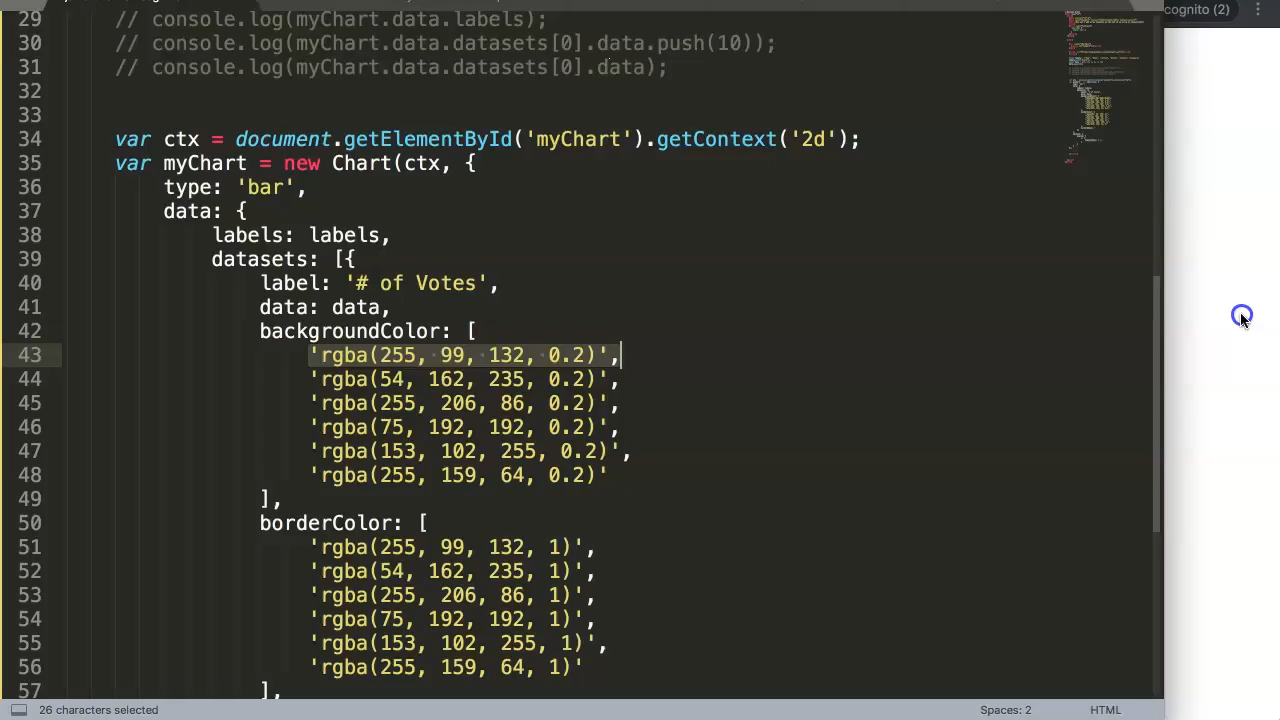 cognito (2)
29 // console.log(myChart.data.labels);
30 // console.log(myChart.data.datasets[0].data.push(10));
31 // console.log(myChart.data.datasets[0].data);
32
33
34 var ctx = document.getElementById('myChart').getContext('2d');
35 var myChart = new Chart(ctx, {
36 type: 'bar',
37 data: {
38 labels: labels,
39 datasets: [{
40 label: '# of Votes',
41 data: data,
42 backgroundColor: [
43 'rgba(255, 99, 132, 0.2)',
44 'rgba(54, 162, 235, 0.2)',
45 'rgba(255, 206, 86, 0.2)',
46 'rgba(75, 192, 192, 0.2)',
47 'rgba(153, 102, 255, 0.2)',
48 'rgba(255, 159, 64, 0.2)'
49 ],
50 borderColor: [
51 'rgba(255, 99, 132, 1)',
52 'rgba(54, 162, 235, 1)',
53 'rgba(255, 206, 86, 1)',
54 'rgba(75, 192, 192, 1)',
55 'rgba(153, 102, 255, 1)',
56 'rgba(255, 159, 64, 1)'
57 ],
26 characters selected
Spaces: 2
HTML